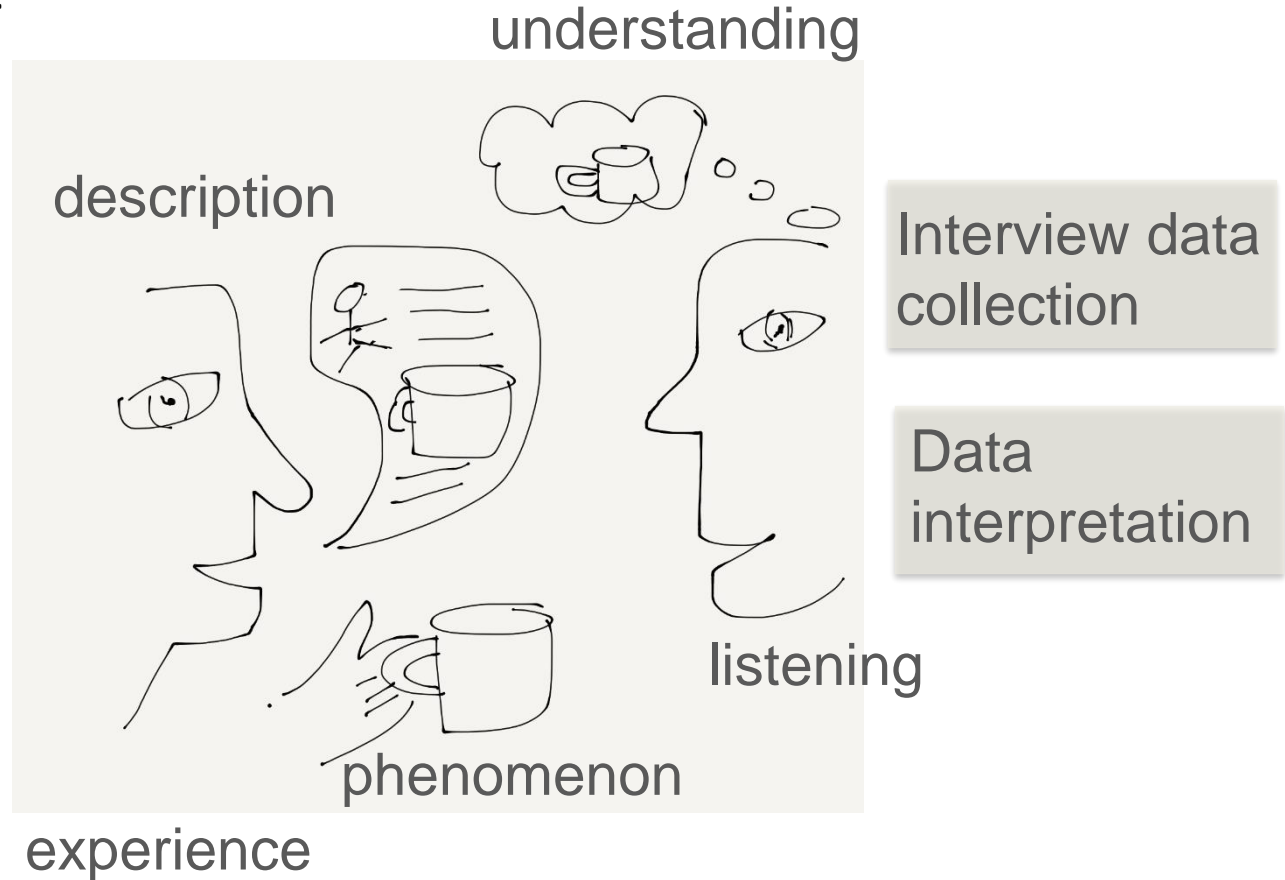 understanding
description
Interview data
collection
Data
interpretation
listening
phenomenon
experience